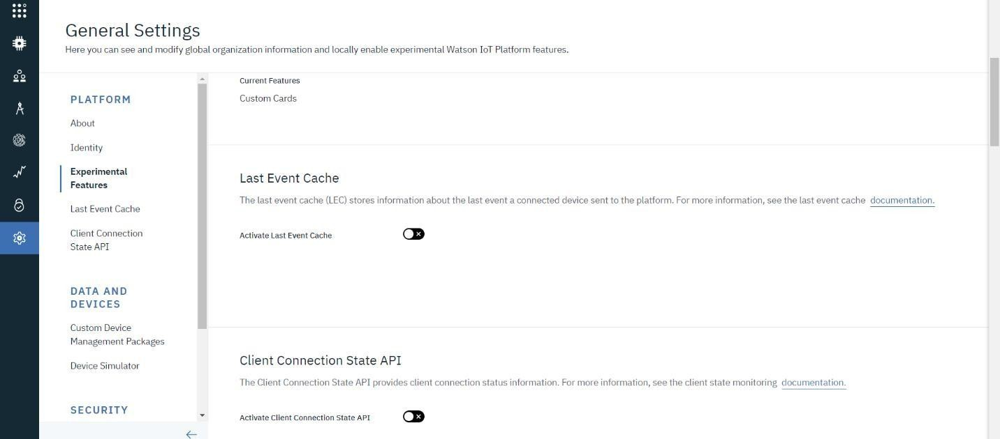 General Settings
Here you can see and modify global organization information and locally enable experimental Watson IoT Platform features.
PLATFORM
About
Identity
Experimental
Features
Last Event Cache
Client Connection
State API
DATA AND
DEVICES
Custom Device
Management Packages
Device Simulator
SECURITY
Current Features
Custom Cards
Last Event Cache
The last event cache (LEC) stores information about the last event a connected device sent to the platform. For more information, see the last event cache documentation.
Activate Last Event Cache
Client Connection State API
The Client Connection State API provides client connection status information. For more information, see the client state monitoring documentation.
Activate Client Connection State API